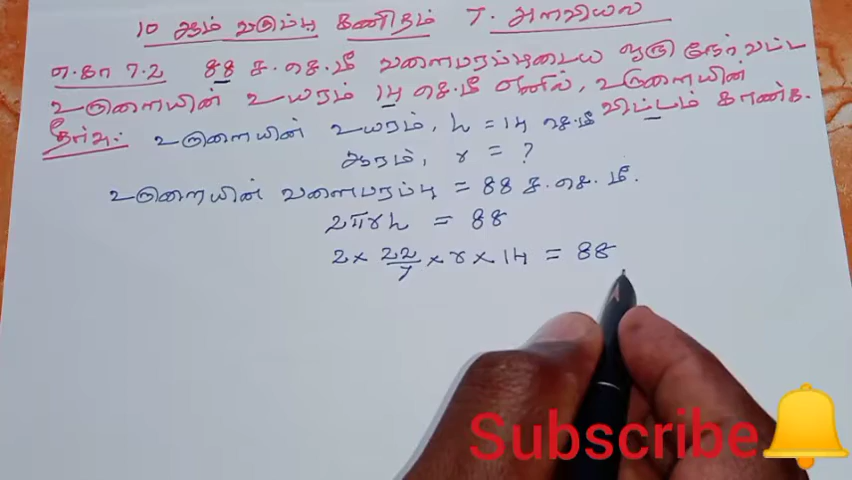 10 ஆம் வகுப்பு கணிதம் 7. அளவியல்
எ.கா 7.2 88 ச.செ.மீ வளைபரப்புடைய ஒரு நேர்வட்ட
உருளையின் உயரம் 14 செ.மீ எனில், உருளையின்
விட்டம் காண்க.
தீர்வு:- உருளையின் உயரம், h = 14 செ.மீ
ஆரம், r = ?
உருளையின் வளைபரப்பு = 88 ச.செ.மீ.
2πrh = 88
2 × 22/7 × r × 14 = 88
Subscribe